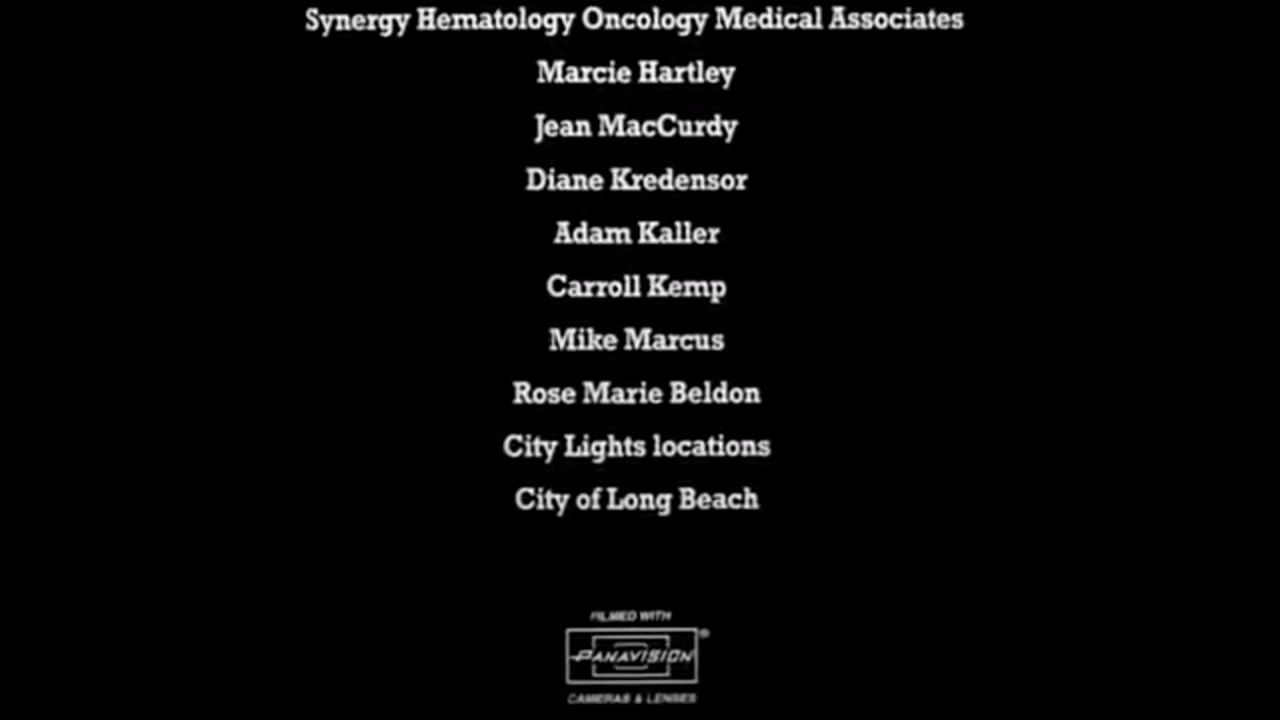 Synergy Hematology Oncology Medical Associates
Marcie Hartley
Jean MacCurdy
Diane Kredensor
Adam Kaller
Carroll Kemp
Mike Marcus
Rose Marie Beldon
City Lights locations
City of Long Beach
FILMED WITH
PANAVISION®
CAMERAS & LENSES